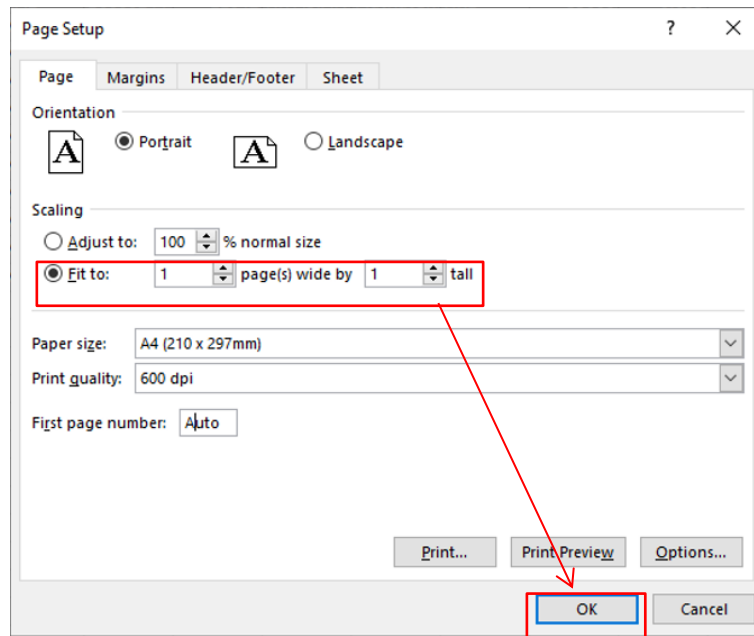 Page Setup ? X
Page Margins Header/Footer Sheet
Orientation
A Portrait A Landscape
Scaling
Adjust to: 100 % normal size
Fit to: 1 page(s) wide by 1 tall
Paper size: A4 (210 x 297mm)
Print quality: 600 dpi
First page number: Auto
Print... Print Preview Options...
OK Cancel